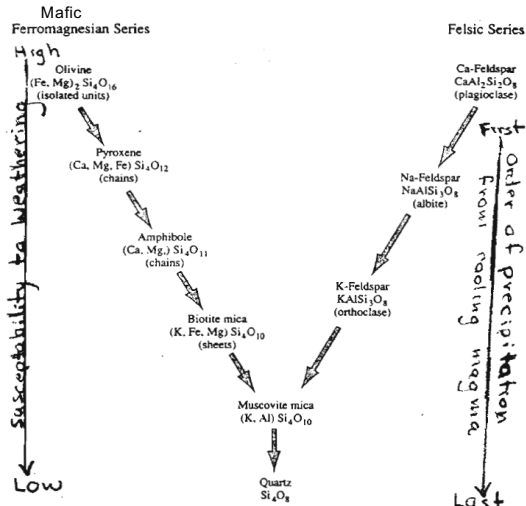 Mafic
Ferromagnesian Series
Felsic Series
High
Olivine
(Fe, Mg)₂ Si₄O₁₆
(isolated units)
Ca-Feldspar
CaAl₂Si₂O₈
(plagioclase)
First
Pyroxene
(Ca, Mg, Fe) Si₄O₁₂
(chains)
Na-Feldspar
NaAlSi₃O₈
(albite)
Amphibole
(Ca, Mg,) Si₄O₁₁
(chains)
K-Feldspar
KAlSi₃O₈
(orthoclase)
Biotite mica
(K, Fe, Mg) Si₄O₁₀
(sheets)
Muscovite mica
(K, Al) Si₄O₁₀
Quartz
Si₄O₈
Low
Last
Susceptability to weathering
Order of precipitation
from cooling magma